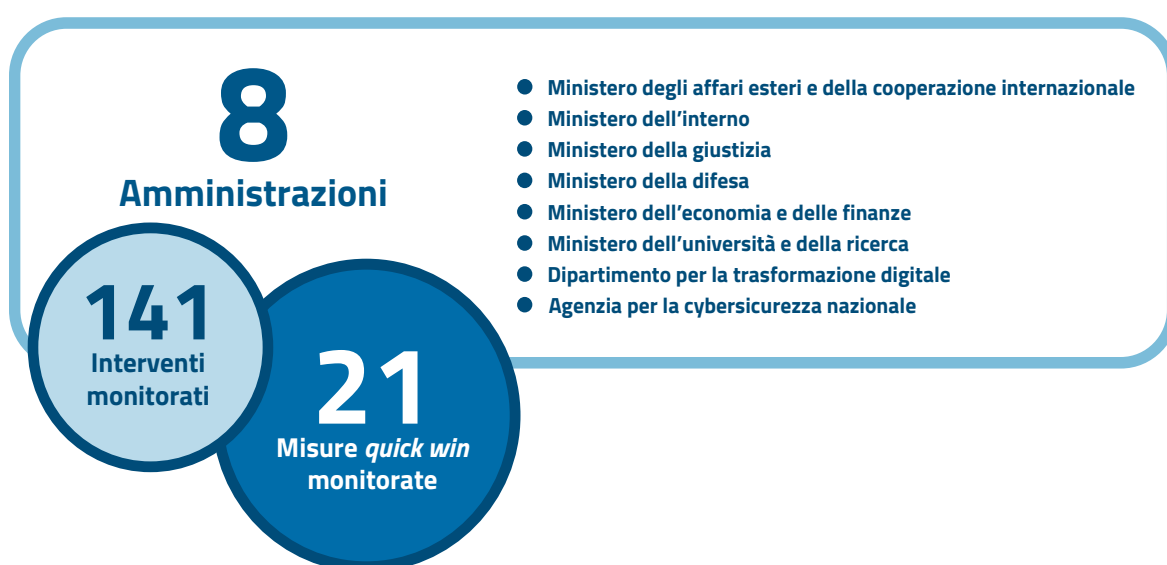 8
Amministrazioni
141
Interventi
monitorati
21
Misure quick win
monitorate
Ministero degli affari esteri e della cooperazione internazionale
Ministero dell'interno
Ministero della giustizia
Ministero della difesa
Ministero dell'economia e delle finanze
Ministero dell'università e della ricerca
Dipartimento per la trasformazione digitale
Agenzia per la cybersicurezza nazionale